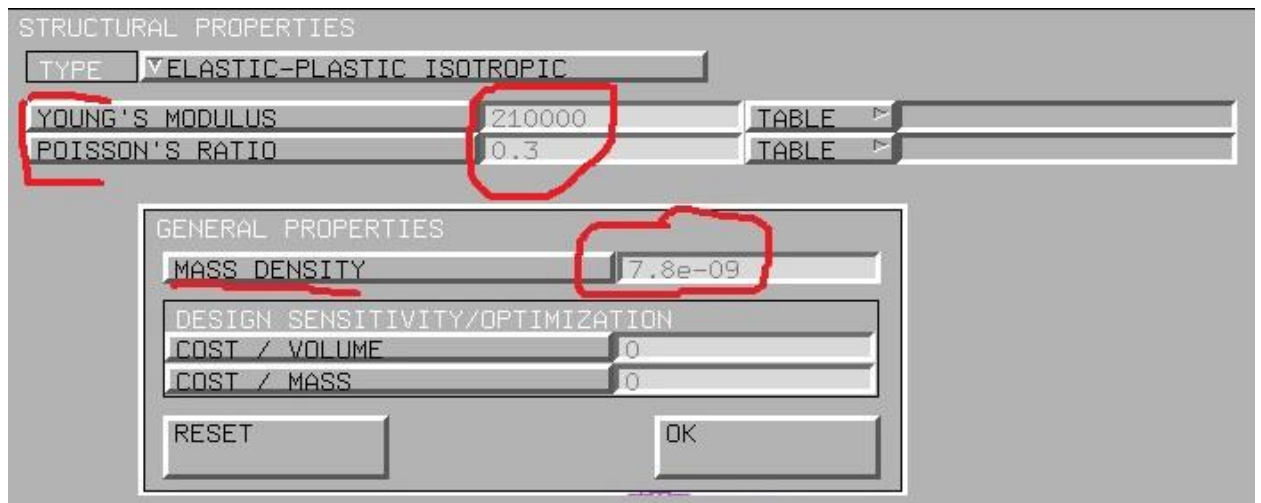 STRUCTURAL PROPERTIES
TYPE ELASTIC-PLASTIC ISOTROPIC
YOUNG'S MODULUS 210000 TABLE
POISSON'S RATIO 0.3 TABLE
GENERAL PROPERTIES
MASS DENSITY 7.8e-09
DESIGN SENSITIVITY/OPTIMIZATION
COST / VOLUME 0
COST / MASS 0
RESET OK